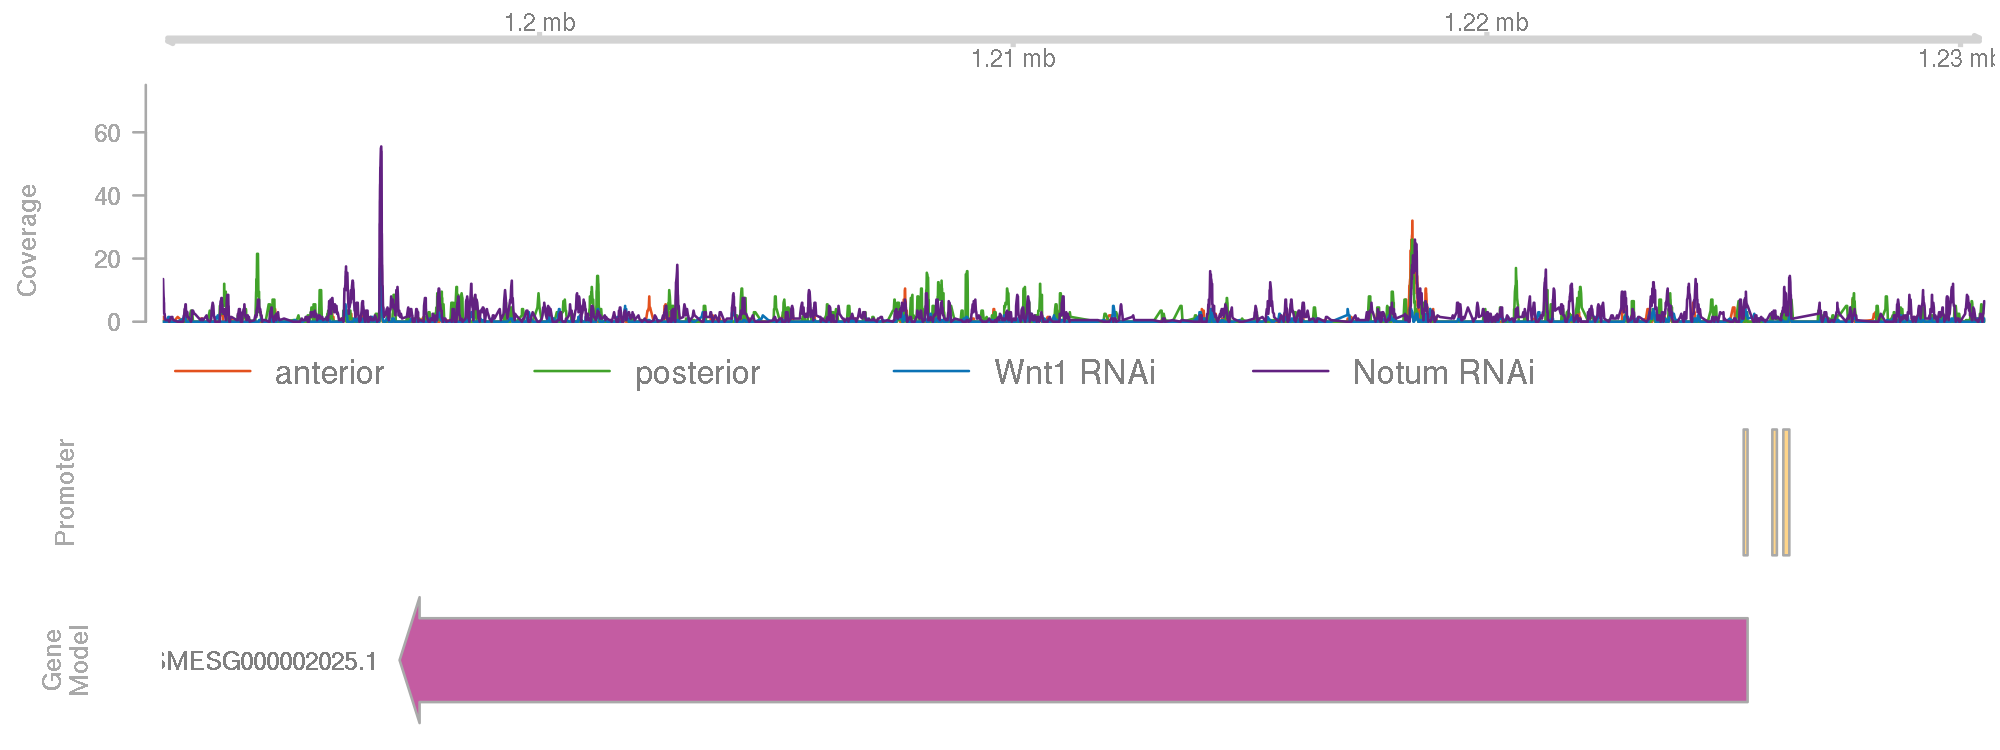 1.2 mb
1.22 mb
1.21 mb
1.23 mb
Coverage
60
40
20
0
anterior
posterior
Wnt1 RNAi
Notum RNAi
Promoter
Gene
Model
SMESG000002025.1